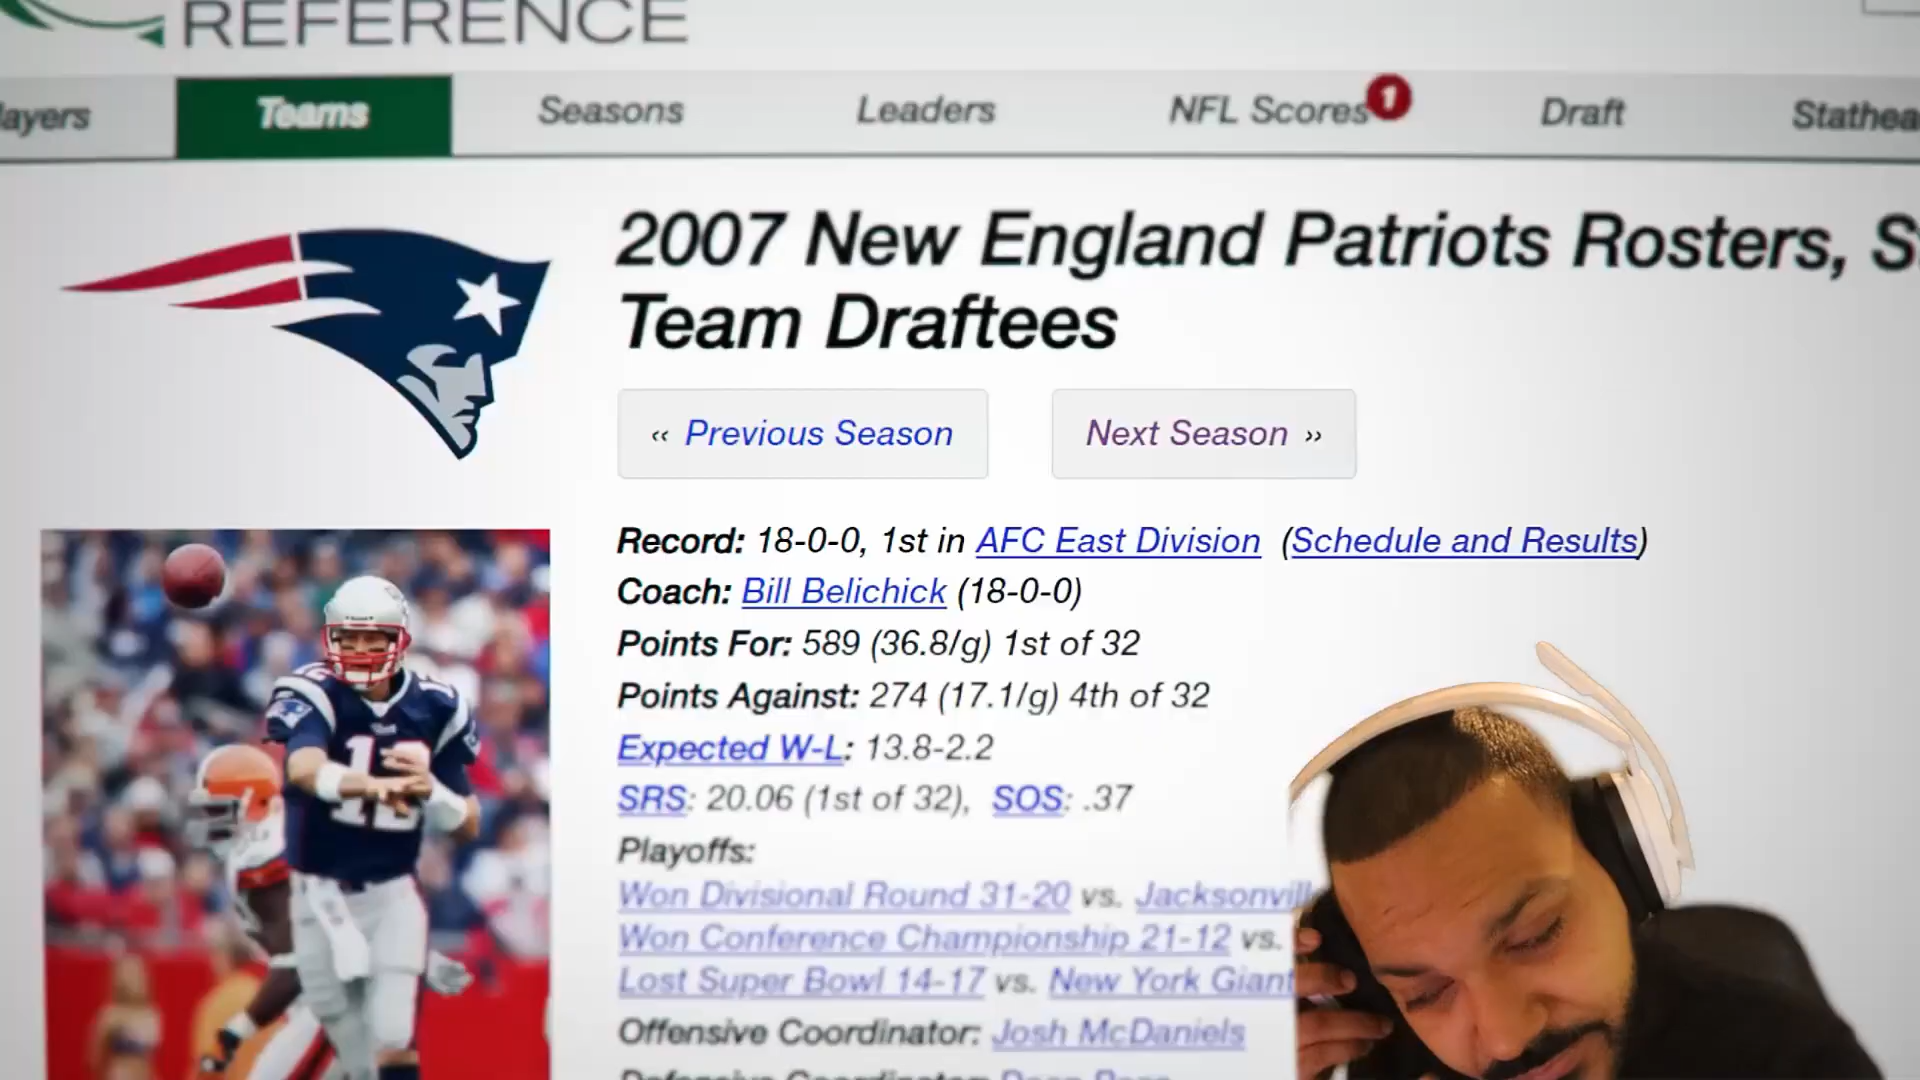 REFERENCE
layers Teams Seasons Leaders NFL Scores 1 Draft Stathea
2007 New England Patriots Rosters, S
Team Draftees
‹‹ Previous Season Next Season ››
Record: 18-0-0, 1st in AFC East Division (Schedule and Results)
Coach: Bill Belichick (18-0-0)
Points For: 589 (36.8/g) 1st of 32
Points Against: 274 (17.1/g) 4th of 32
Expected W-L: 13.8-2.2
SRS: 20.06 (1st of 32), SOS: .37
Playoffs:
Won Divisional Round 31-20 vs. Jacksonvill
Won Conference Championship 21-12 vs.
Lost Super Bowl 14-17 vs. New York Giant
Offensive Coordinator: Josh McDaniels
12